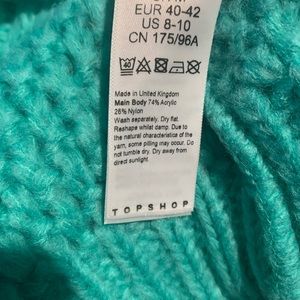 EUR 40-42
US 8-10
CN 175/96A
40
Made in United Kingdom
Main Body 74% Acrylic
26% Nylon
Wash separately, Dry flat.
Reshape whilst damp. Due to
the natural characteristics of the
yarn, some pilling may occur. Do
not tumble dry. Dry away from
direct sunlight.
TOPSHOP